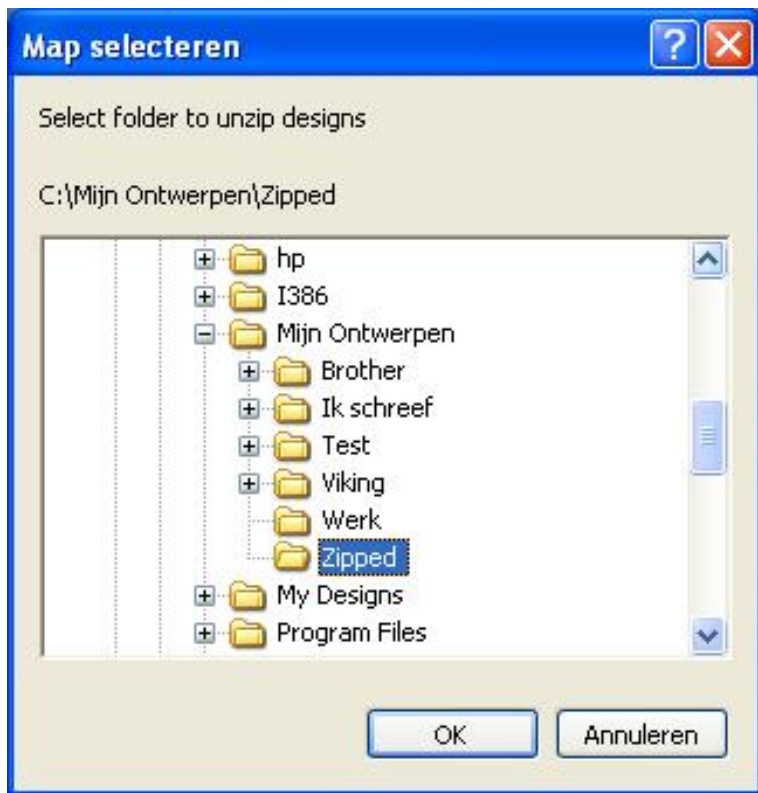 Map selecteren
Select folder to unzip designs
C:\Mijn Ontwerpen\Zipped
hp
I386
Mijn Ontwerpen
Brother
Ik schreef
Test
Viking
Werk
Zipped
My Designs
Program Files
OK Annuleren